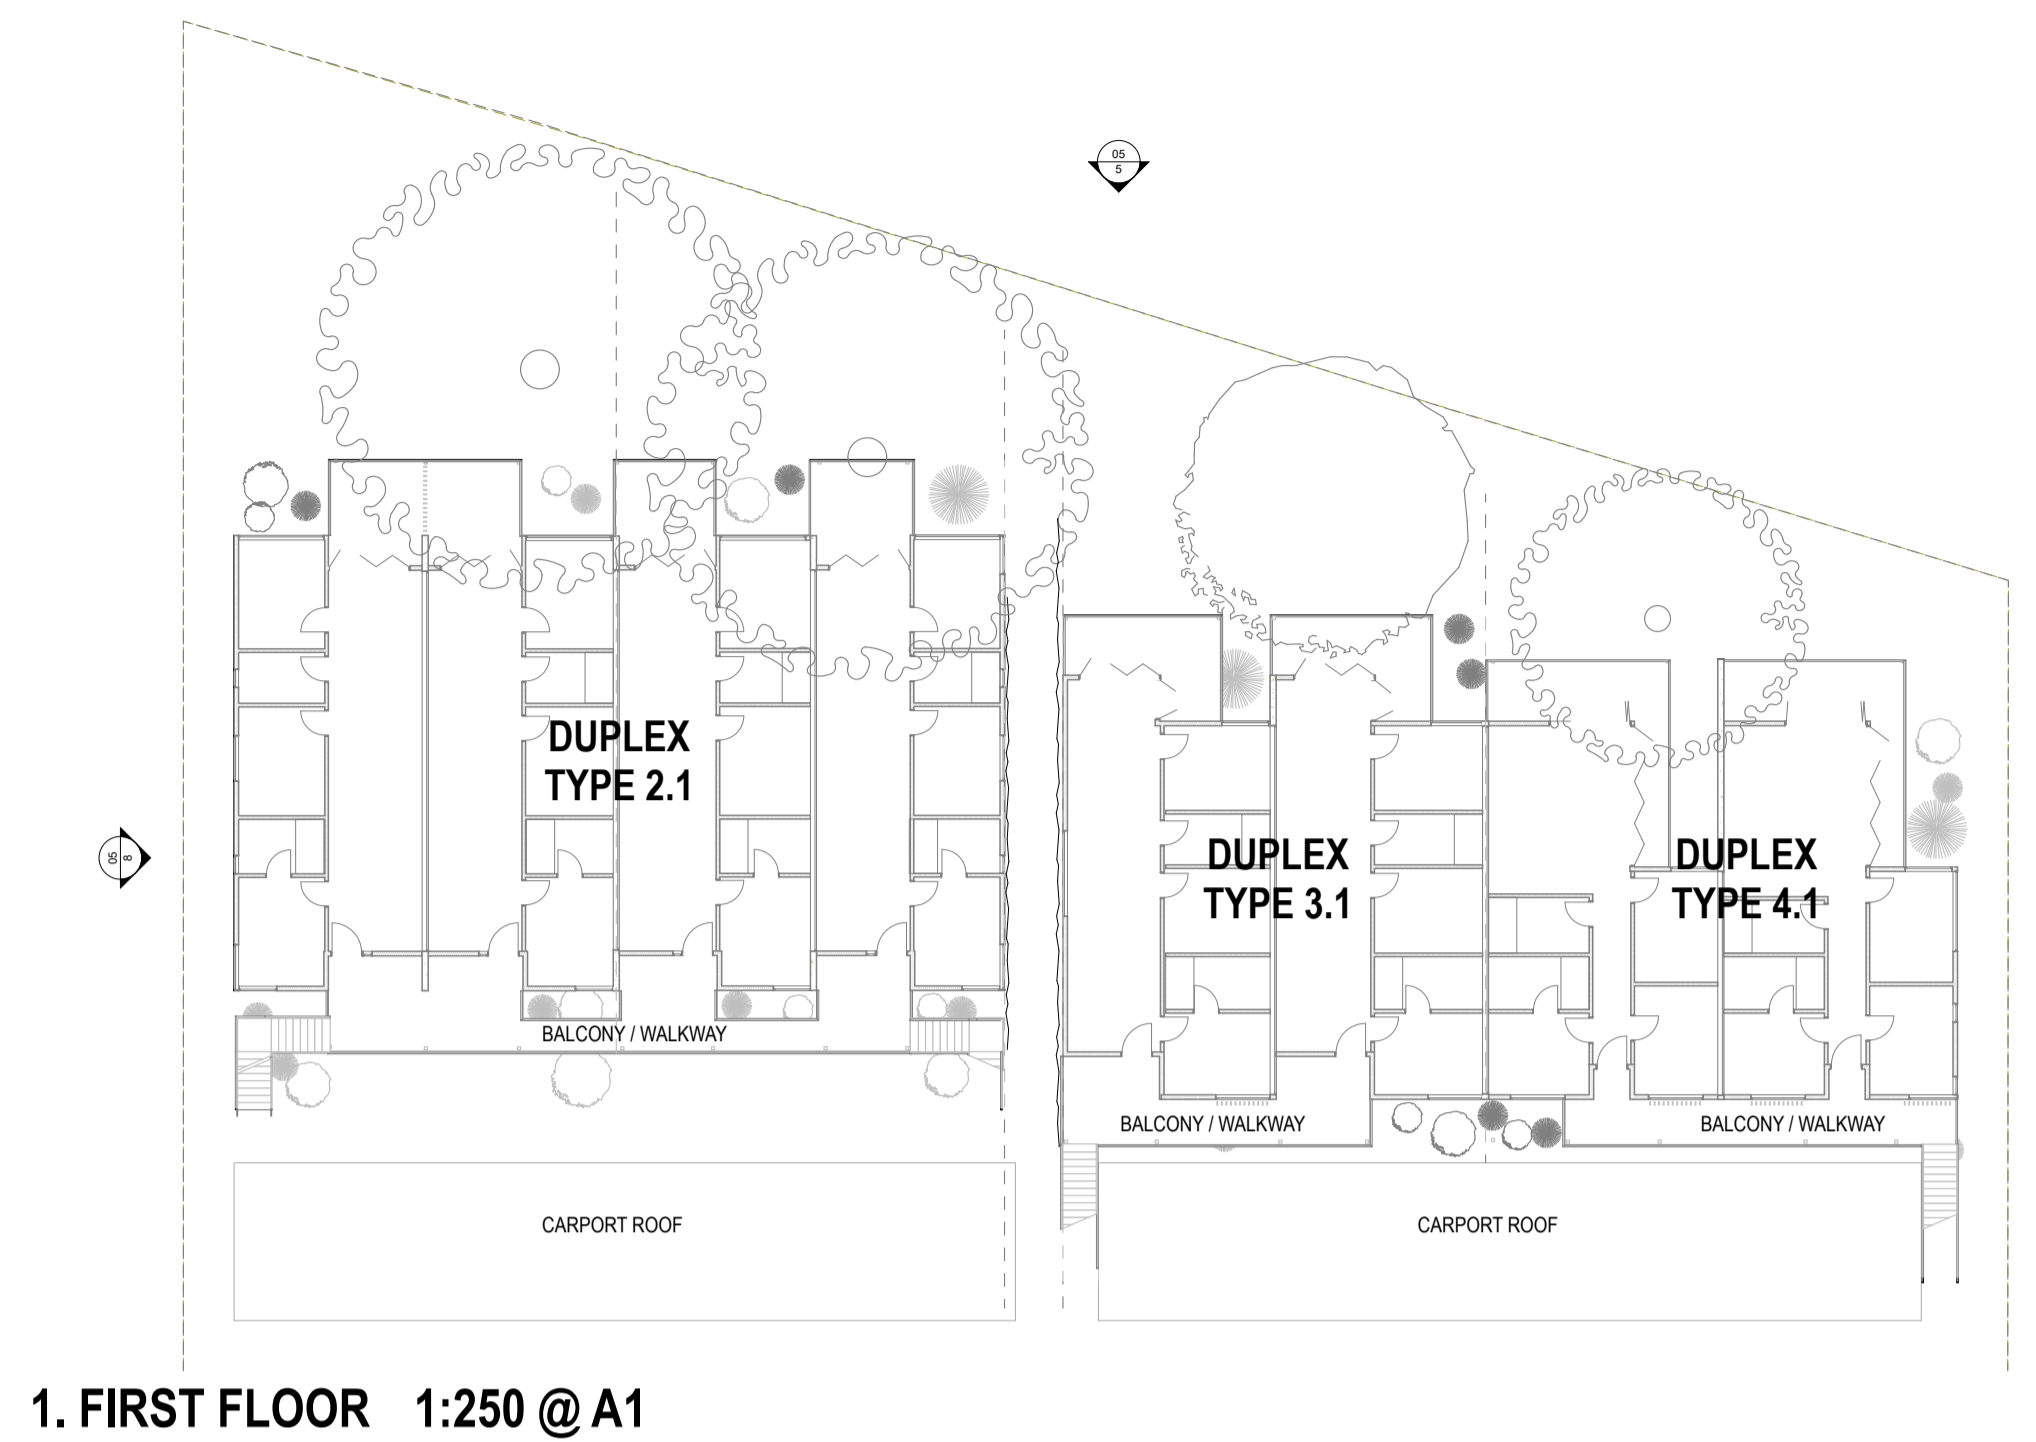 05
5
DUPLEX
TYPE 2.1
05
8
DUPLEX
TYPE 3.1
DUPLEX
TYPE 4.1
BALCONY / WALKWAY
BALCONY / WALKWAY
BALCONY / WALKWAY
CARPORT ROOF
CARPORT ROOF
1. FIRST FLOOR 1:250 @ A1